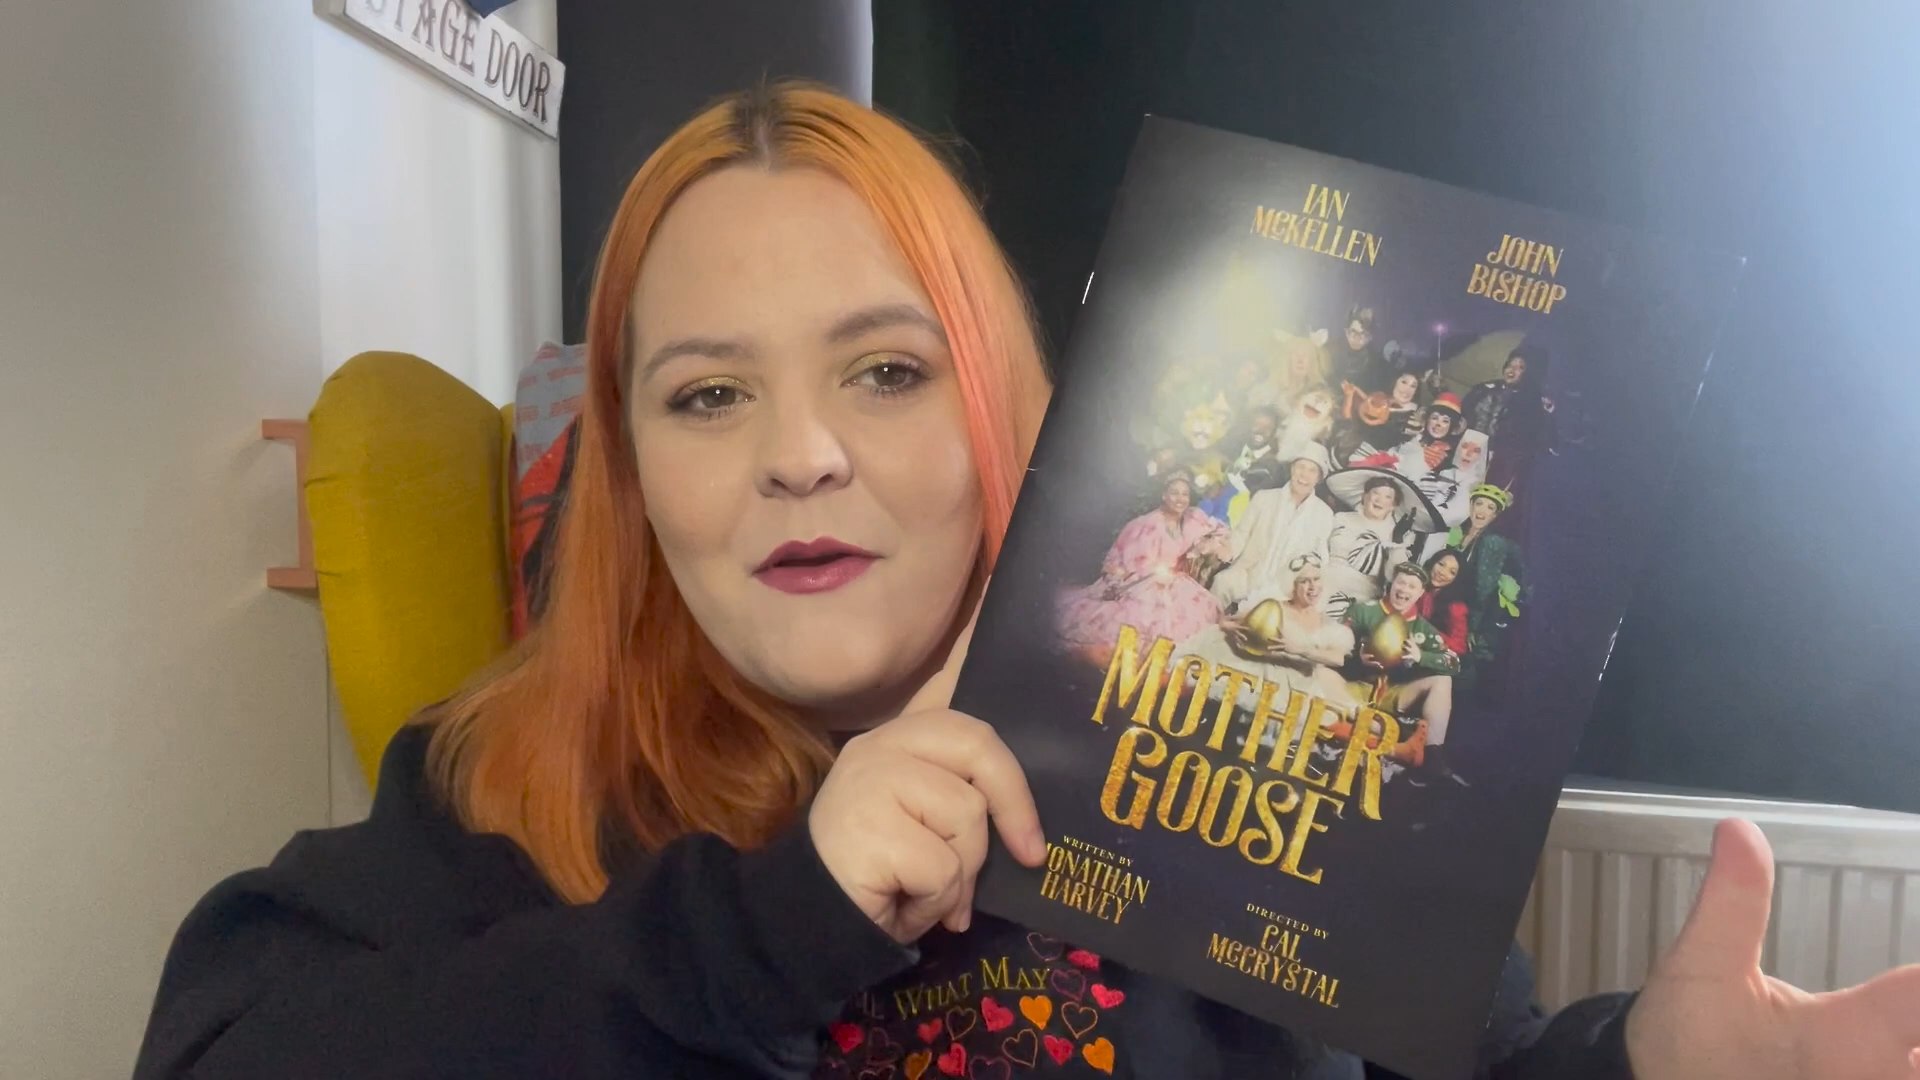 STAGE DOOR
IAN
McKELLEN
JOHN
BISHOP
MOTHER
GOOSE
WRITTEN BY
JONATHAN
HARVEY
DIRECTED BY
CAL
McCRYSTAL
WHAT MAY